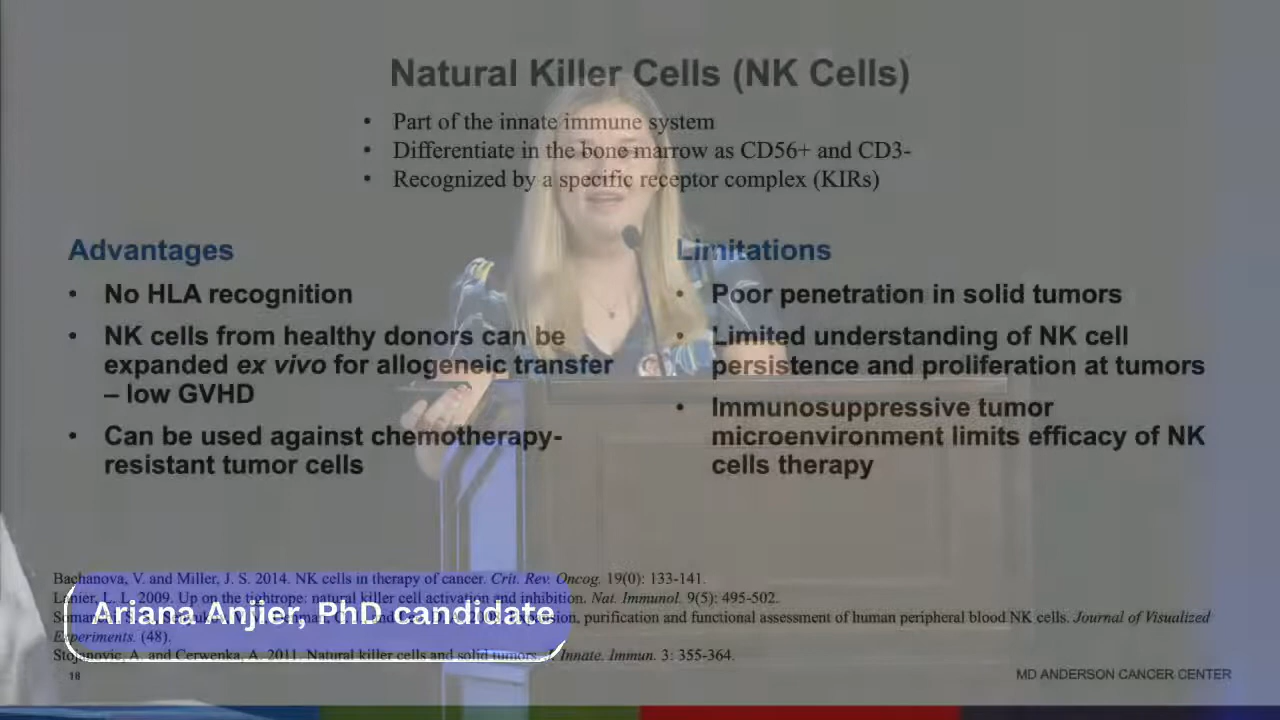 Natural Killer Cells (NK Cells)
• Part of the innate immune system
• Differentiate in the bone marrow as CD56+ and CD3-
• Recognized by a specific receptor complex (KIRs)
Advantages
• No HLA recognition
• NK cells from healthy donors can be
expanded ex vivo for allogeneic transfer
– low GVHD
• Can be used against chemotherapy-
resistant tumor cells
Limitations
• Poor penetration in solid tumors
• Limited understanding of NK cell
persistence and proliferation at tumors
• Immunosuppressive tumor
microenvironment limits efficacy of NK
cells therapy
Bachanova, V. and Miller, J. S. 2014. NK cells in therapy of cancer. Crit. Rev. Oncog. 19(0): 133-141.
Lanier, L. L. 2009. Up on the tightrope: natural killer cell activation and inhibition. Nat. Immunol. 9(5): 495-502.
purification and functional assessment of human peripheral blood NK cells. Journal of Visualized
Experiments. (48).
Stojanovic, A. and Cerwenka, A. 2011. Natural killer cells and solid tumors. J. Innate. Immun. 3: 355-364.
Ariana Anjier, PhD candidate
18
MD ANDERSON CANCER CENTER